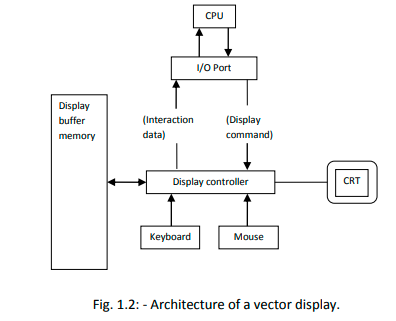 CPU
I/O Port
Display
buffer
memory
(Interaction
data)
(Display
command)
Display controller
CRT
Keyboard
Mouse
Fig. 1.2: - Architecture of a vector display.